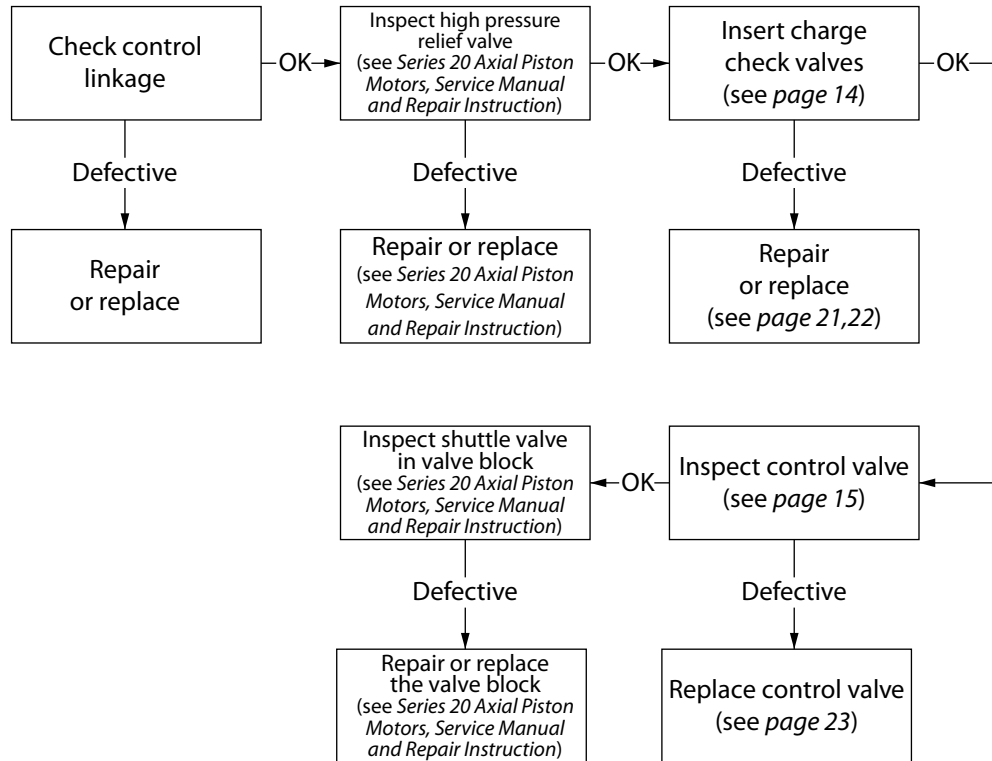 Check control
linkage
OK
Inspect high pressure
relief valve
(see Series 20 Axial Piston
Motors, Service Manual
and Repair Instruction)
OK
Insert charge
check valves
(see page 14)
OK
Defective
Defective
Defective
Repair
or replace
Repair or replace
(see Series 20 Axial Piston
Motors, Service Manual
and Repair Instruction)
Repair
or replace
(see page 21,22)
Inspect shuttle valve
in valve block
(see Series 20 Axial Piston
Motors, Service Manual
and Repair Instruction)
OK
Inspect control valve
(see page 15)
Defective
Defective
Repair or replace
the valve block
(see Series 20 Axial Piston
Motors, Service Manual
and Repair Instruction)
Replace control valve
(see page 23)